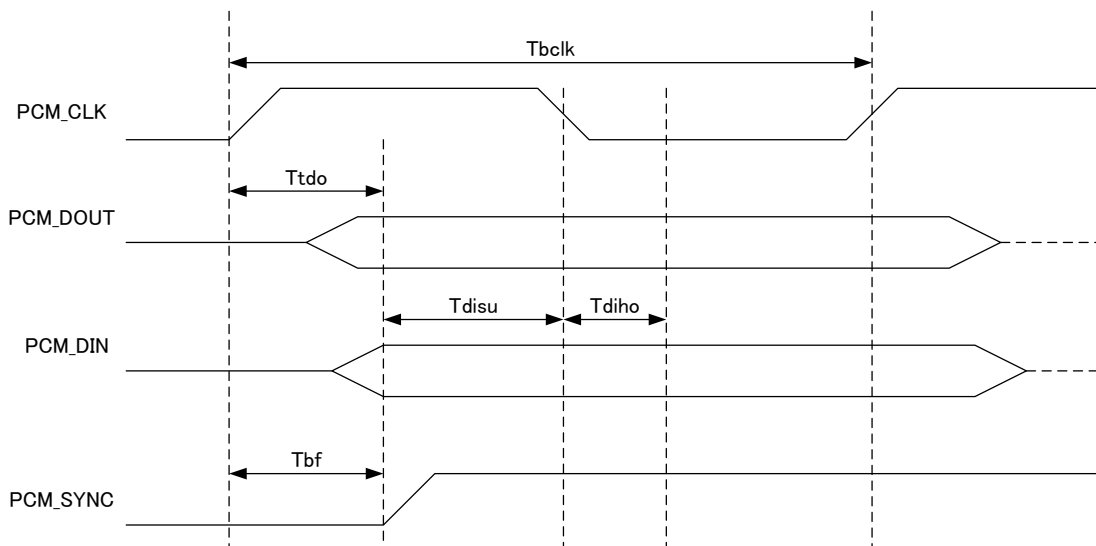 Tbclk
PCM_CLK
Ttdo
PCM_DOUT
Tdisu
Tdiho
PCM_DIN
Tbf
PCM_SYNC